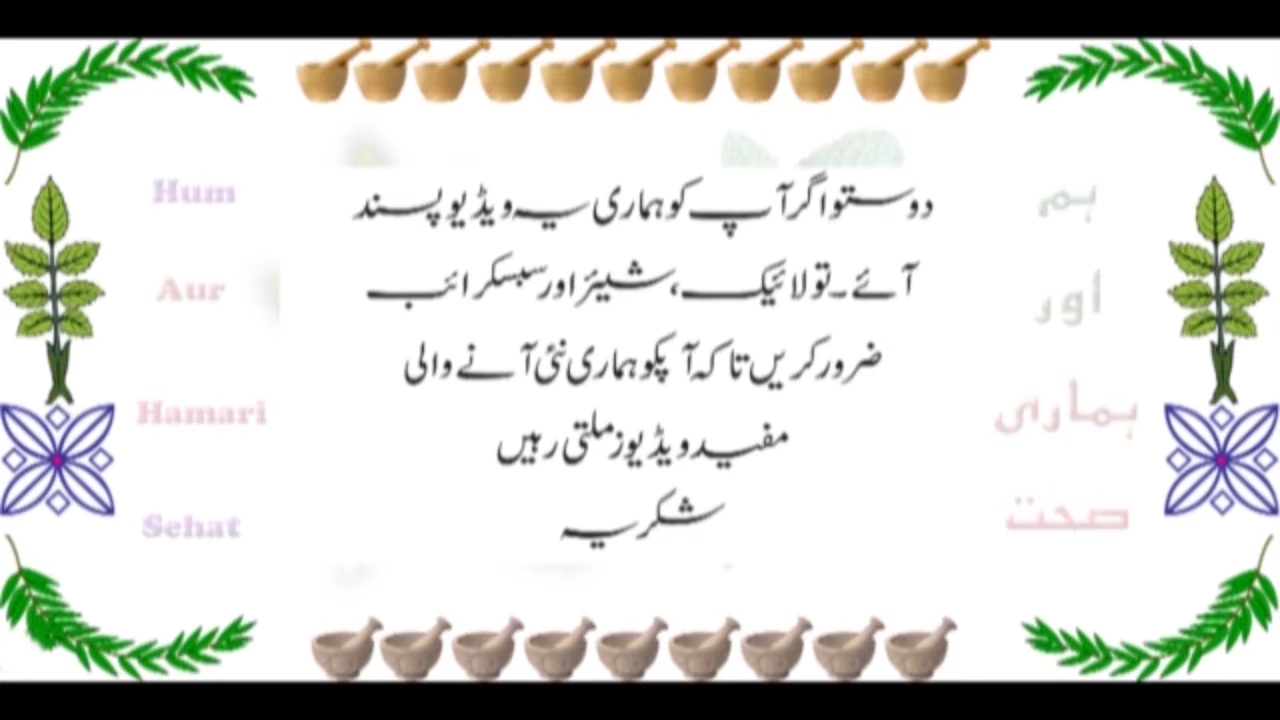 Hum
Aur
Hamari
Sehat
دوستو اگر آپ کو ہماری یہ ویڈیو پسند
آئے۔ تو لائیک، شیئر اور سبسکرائب
ضرور کریں تاکہ آپکو ہماری نئی آنے والی
مفید ویڈیوز ملتی رہیں
شکریہ
ہم
اور
ہماری
صحت